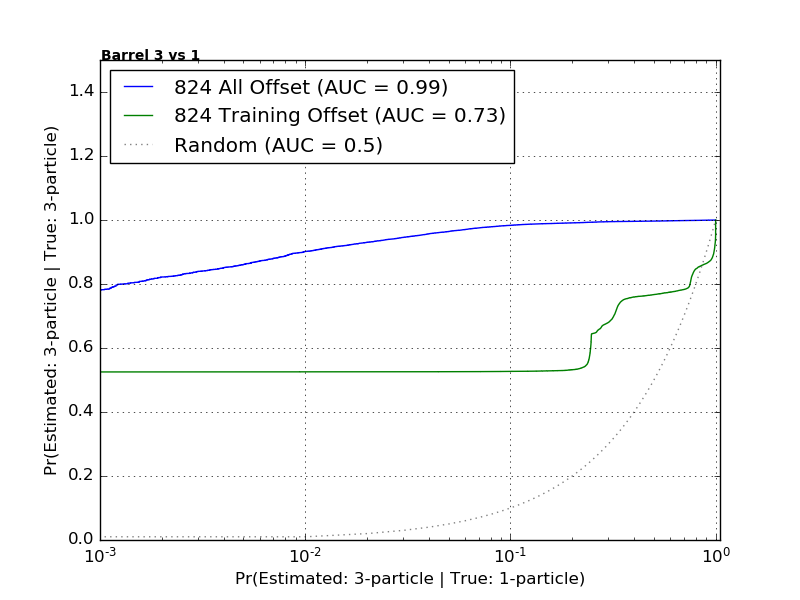 Barrel 3 vs 1
824 All Offset (AUC = 0.99)
824 Training Offset (AUC = 0.73)
Random (AUC = 0.5)
Pr(Estimated: 3-particle | True: 3-particle)
1.4
1.2
1.0
0.8
0.6
0.4
0.2
0.0
10^-3 10^-2 10^-1 10^0
Pr(Estimated: 3-particle | True: 1-particle)